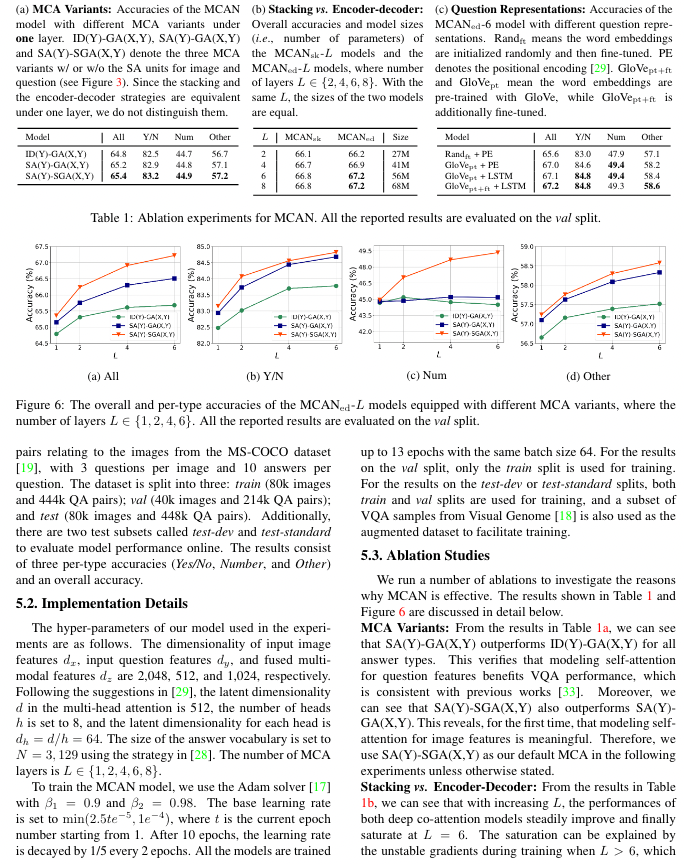 (a) MCA Variants: Accuracies of the MCAN
model with different MCA variants under
one layer. ID(Y)-GA(X,Y), SA(Y)-GA(X,Y)
and SA(Y)-SGA(X,Y) denote the three MCA
variants w/ or w/o the SA units for image and
question (see Figure 3). Since the stacking and
the encoder-decoder strategies are equivalent
under one layer, we do not distinguish them.
Model All Y/N Num Other
ID(Y)-GA(X,Y) 64.8 82.5 44.7 56.7
SA(Y)-GA(X,Y) 65.2 82.9 44.8 57.1
SA(Y)-SGA(X,Y) 65.4 83.2 44.9 57.2
(b) Stacking vs. Encoder-decoder:
Overall accuracies and model sizes
(i.e., number of parameters) of
the MCANsk-L models and the
MCANed-L models, where number
of layers L ∈ {2, 4, 6, 8}. With the
same L, the sizes of the two models
are equal.
L MCANsk MCANed Size
2 66.1 66.2 27M
4 66.7 66.9 41M
6 66.8 67.2 56M
8 66.8 67.2 68M
(c) Question Representations: Accuracies of the
MCANed-6 model with different question repre-
sentations. Randft means the word embeddings
are initialized randomly and then fine-tuned. PE
denotes the positional encoding [29]. GloVept+ft
and GloVept mean the word embeddings are
pre-trained with GloVe, while GloVept+ft is
additionally fine-tuned.
Model All Y/N Num Other
Randft + PE 65.6 83.0 47.9 57.1
GloVept + PE 67.0 84.6 49.4 58.2
GloVept + LSTM 67.1 84.8 49.4 58.4
GloVept+ft + LSTM 67.2 84.8 49.3 58.6
Table 1: Ablation experiments for MCAN. All the reported results are evaluated on the val split.
67.5
67.0
66.5
66.0
65.5
65.0
64.5
Accuracy (%)
ID(Y)-GA(X,Y)
SA(Y)-GA(X,Y)
SA(Y)-SGA(X,Y)
1 2 4 6
L
(a) All
85.0
84.5
84.0
83.5
83.0
82.5
82.0
Accuracy (%)
ID(Y)-GA(X,Y)
SA(Y)-GA(X,Y)
SA(Y)-SGA(X,Y)
1 2 4 6
L
(b) Y/N
49.5
48.0
46.5
45.0
43.5
42.0
Accuracy (%)
ID(Y)-GA(X,Y)
SA(Y)-GA(X,Y)
SA(Y)-SGA(X,Y)
1 2 4 6
L
(c) Num
59.0
58.5
58.0
57.5
57.0
56.5
Accuracy (%)
ID(Y)-GA(X,Y)
SA(Y)-GA(X,Y)
SA(Y)-SGA(X,Y)
1 2 4 6
L
(d) Other
Figure 6: The overall and per-type accuracies of the MCANed-L models equipped with different MCA variants, where the
number of layers L ∈ {1, 2, 4, 6}. All the reported results are evaluated on the val split.
pairs relating to the images from the MS-COCO dataset
[19], with 3 questions per image and 10 answers per
question. The dataset is split into three: train (80k images
and 444k QA pairs); val (40k images and 214k QA pairs);
and test (80k images and 448k QA pairs). Additionally,
there are two test subsets called test-dev and test-standard
to evaluate model performance online. The results consist
of three per-type accuracies (Yes/No, Number, and Other)
and an overall accuracy.
5.2. Implementation Details
The hyper-parameters of our model used in the experi-
ments are as follows. The dimensionality of input image
features dx, input question features dy, and fused multi-
modal features dz are 2,048, 512, and 1,024, respectively.
Following the suggestions in [29], the latent dimensionality
d in the multi-head attention is 512, the number of heads
h is set to 8, and the latent dimensionality for each head is
dh = d/h = 64. The size of the answer vocabulary is set to
N = 3, 129 using the strategy in [28]. The number of MCA
layers is L ∈ {1, 2, 4, 6, 8}.
To train the MCAN model, we use the Adam solver [17]
with β1 = 0.9 and β2 = 0.98. The base learning rate
is set to min(2.5te⁻⁵, 1e⁻⁴), where t is the current epoch
number starting from 1. After 10 epochs, the learning rate
is decayed by 1/5 every 2 epochs. All the models are trained
up to 13 epochs with the same batch size 64. For the results
on the val split, only the train split is used for training.
For the results on the test-dev or test-standard splits, both
train and val splits are used for training, and a subset of
VQA samples from Visual Genome [18] is also used as the
augmented dataset to facilitate training.
5.3. Ablation Studies
We run a number of ablations to investigate the reasons
why MCAN is effective. The results shown in Table 1 and
Figure 6 are discussed in detail below.
MCA Variants: From the results in Table 1a, we can see
that SA(Y)-GA(X,Y) outperforms ID(Y)-GA(X,Y) for all
answer types. This verifies that modeling self-attention
for question features benefits VQA performance, which
is consistent with previous works [33]. Moreover, we
can see that SA(Y)-SGA(X,Y) also outperforms SA(Y)-
GA(X,Y). This reveals, for the first time, that modeling self-
attention for image features is meaningful. Therefore, we
use SA(Y)-SGA(X,Y) as our default MCA in the following
experiments unless otherwise stated.
Stacking vs. Encoder-Decoder: From the results in Table
1b, we can see that with increasing L, the performances of
both deep co-attention models steadily improve and finally
saturate at L = 6. The saturation can be explained by
the unstable gradients during training when L > 6, which